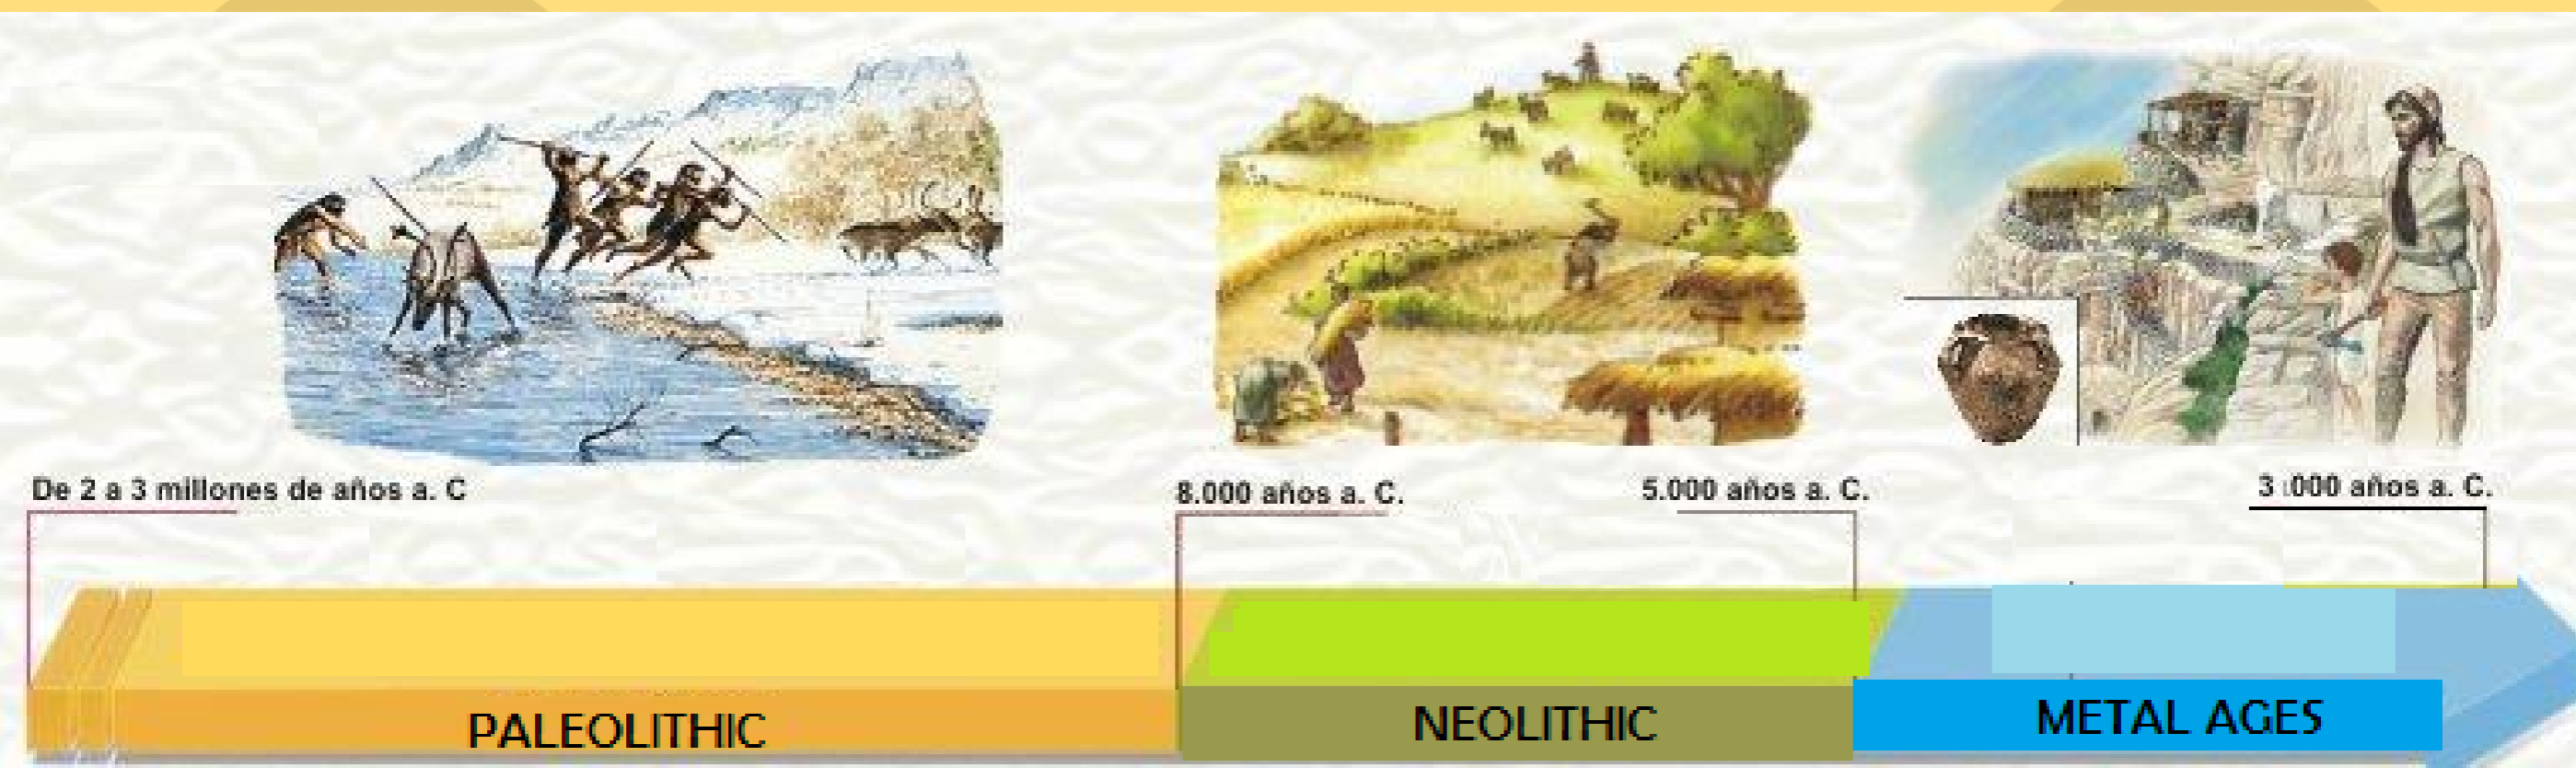 De 2 a 3 millones de años a. C
8.000 años a. C.
5.000 años a. C.
3 000 años a. C.
PALEOLITHIC
NEOLITHIC
METAL AGES